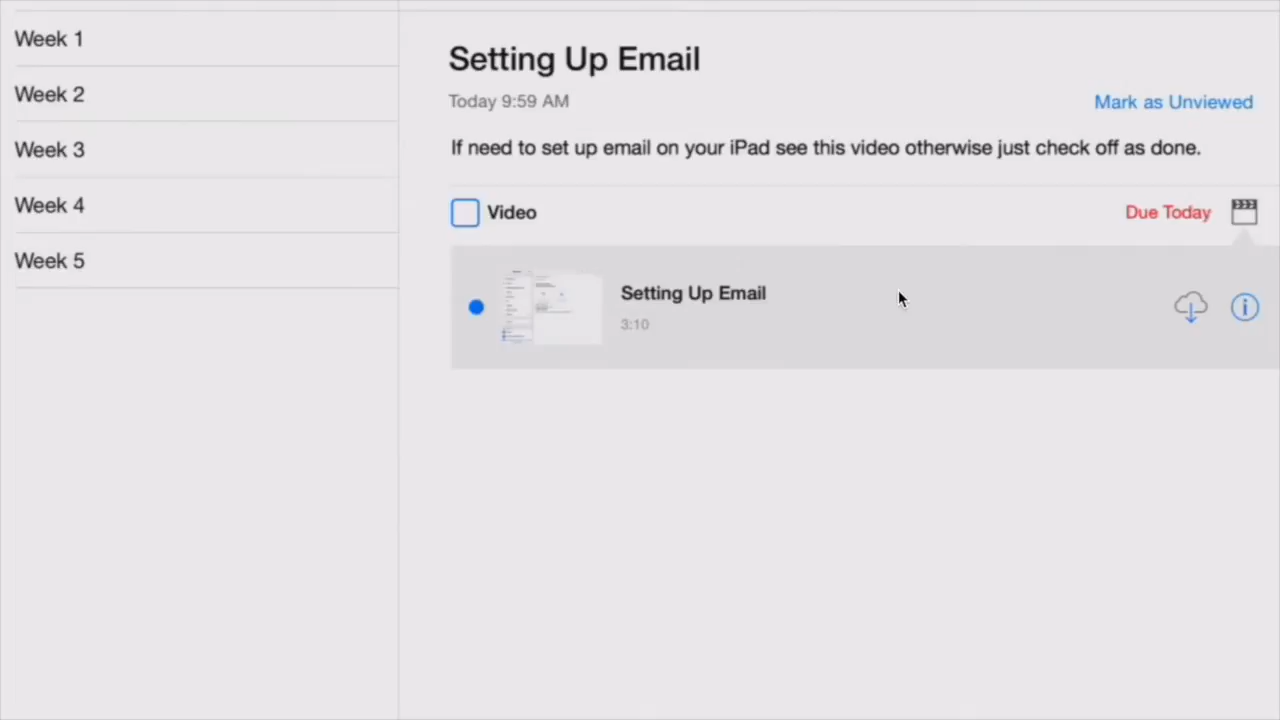 Week 1
Week 2
Week 3
Week 4
Week 5
Setting Up Email
Today 9:59 AM
Mark as Unviewed
If need to set up email on your iPad see this video otherwise just check off as done.
Video
Due Today
Setting Up Email
3:10